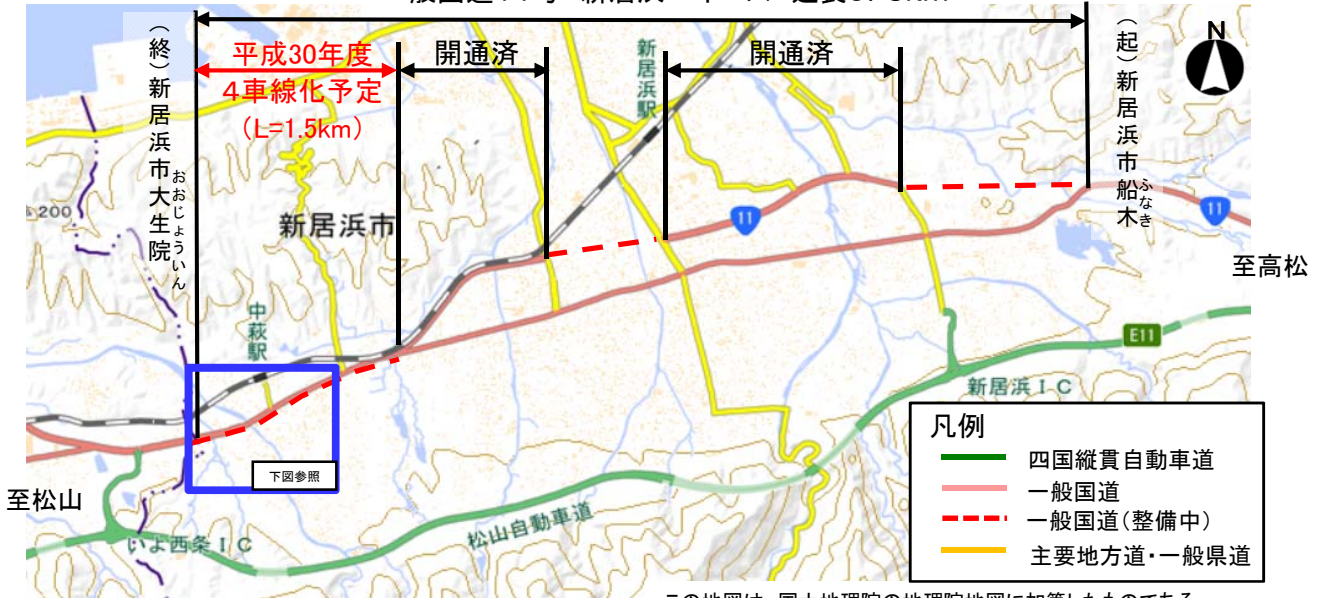 平成30年度
4車線化予定
(L=1.5km)
開通済
開通済
(終)新居浜市大生院
おおじょういん
(起)新居浜市船木
ふなき
N
新居浜駅
新居浜市
200
中萩駅
11
11
至高松
E11
新居浜IC
下図参照
至松山
いよ西条IC
松山自動車道
凡例
四国縦貫自動車道
一般国道
一般国道(整備中)
主要地方道・一般県道